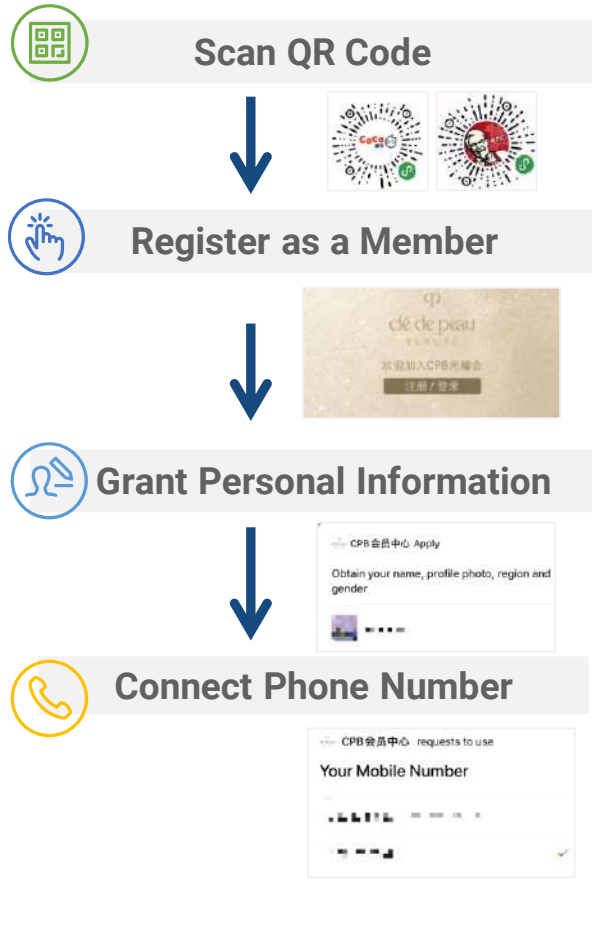 Scan QR Code
CoCo
KFC
Register as a Member
cp
clé de peau
BEAUTÉ
欢迎加入CPB光耀会
注册 / 登录
Grant Personal Information
CPB会员中心 Apply
Obtain your name, profile photo, region and
gender
Connect Phone Number
CPB会员中心 requests to use
Your Mobile Number